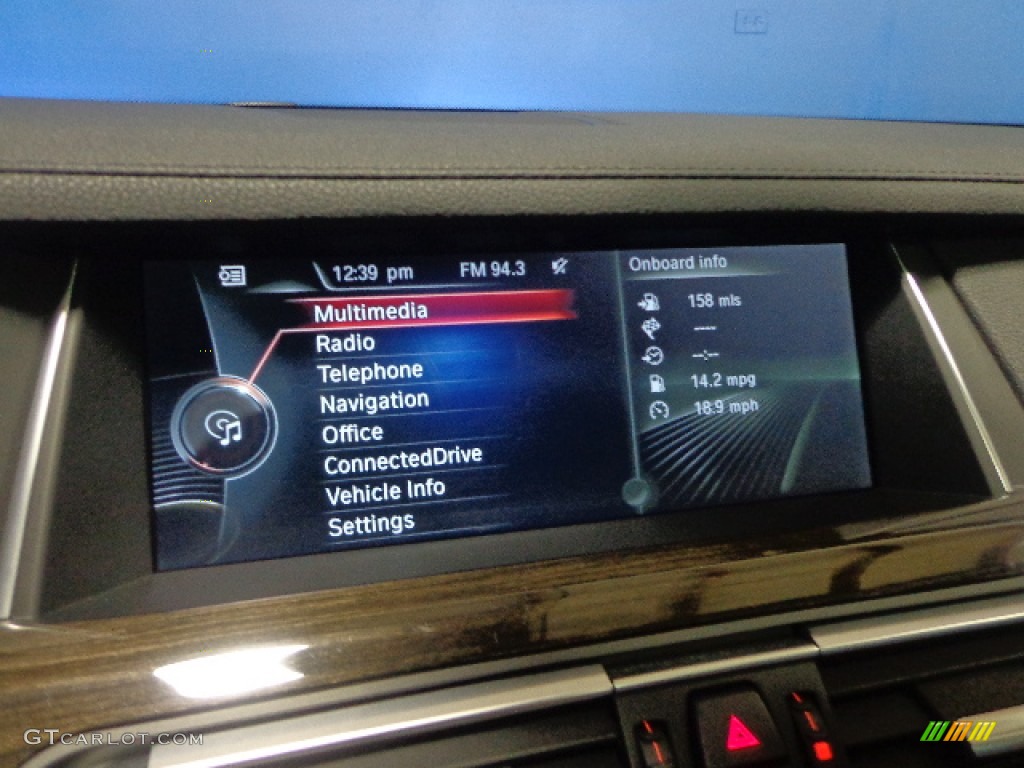 12:39 pm FM 94.3
Multimedia
Radio
Telephone
Navigation
Office
ConnectedDrive
Vehicle Info
Settings
Onboard info
158 mls
----
--:--
14.2 mpg
18.9 mph
GTcarlot.com